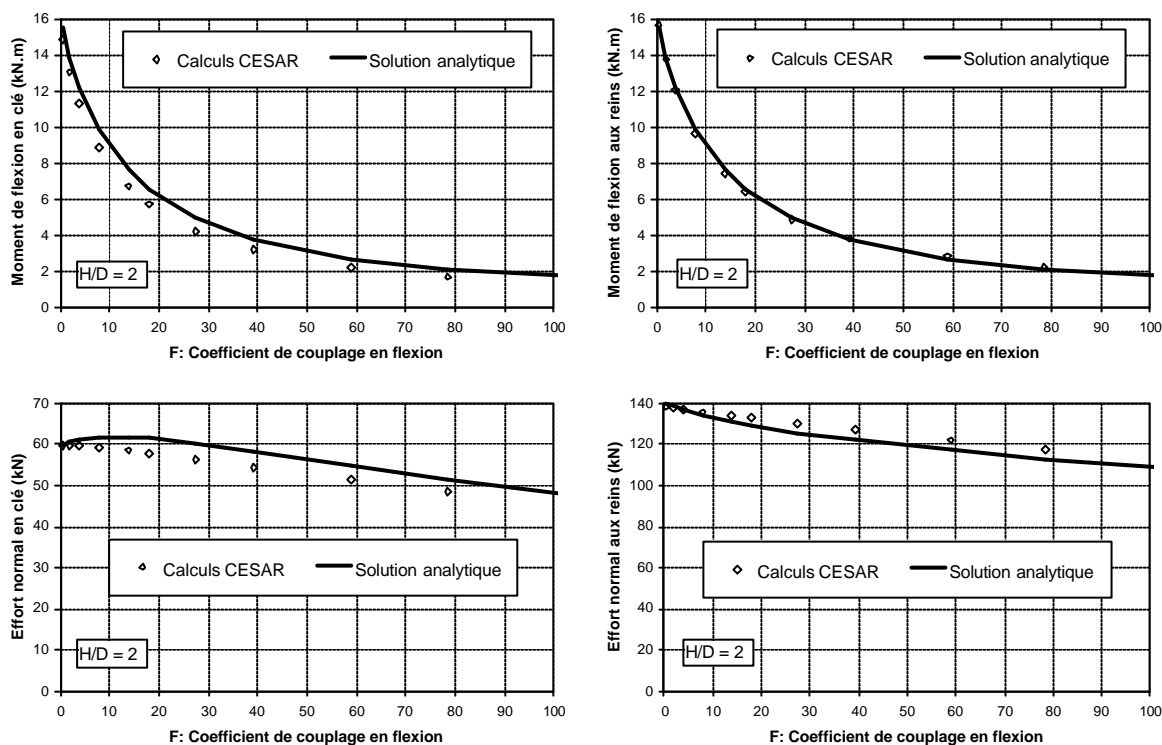 Moment de flexion en clé (kN.m)
16
14
12
10
8
6
4
2
0
Calculs CESAR
Solution analytique
H/D = 2
0 10 20 30 40 50 60 70 80 90 100
F: Coefficient de couplage en flexion
Moment de flexion aux reins (kN.m)
16
14
12
10
8
6
4
2
0
Calculs CESAR
Solution analytique
H/D = 2
0 10 20 30 40 50 60 70 80 90 100
F: Coefficient de couplage en flexion
Effort normal en clé (kN)
70
60
50
40
30
20
10
0
Calculs CESAR
Solution analytique
H/D = 2
0 10 20 30 40 50 60 70 80 90 100
F: Coefficient de couplage en flexion
Effort normal aux reins (kN)
140
120
100
80
60
40
20
0
Calculs CESAR
Solution analytique
H/D = 2
0 10 20 30 40 50 60 70 80 90 100
F: Coefficient de couplage en flexion